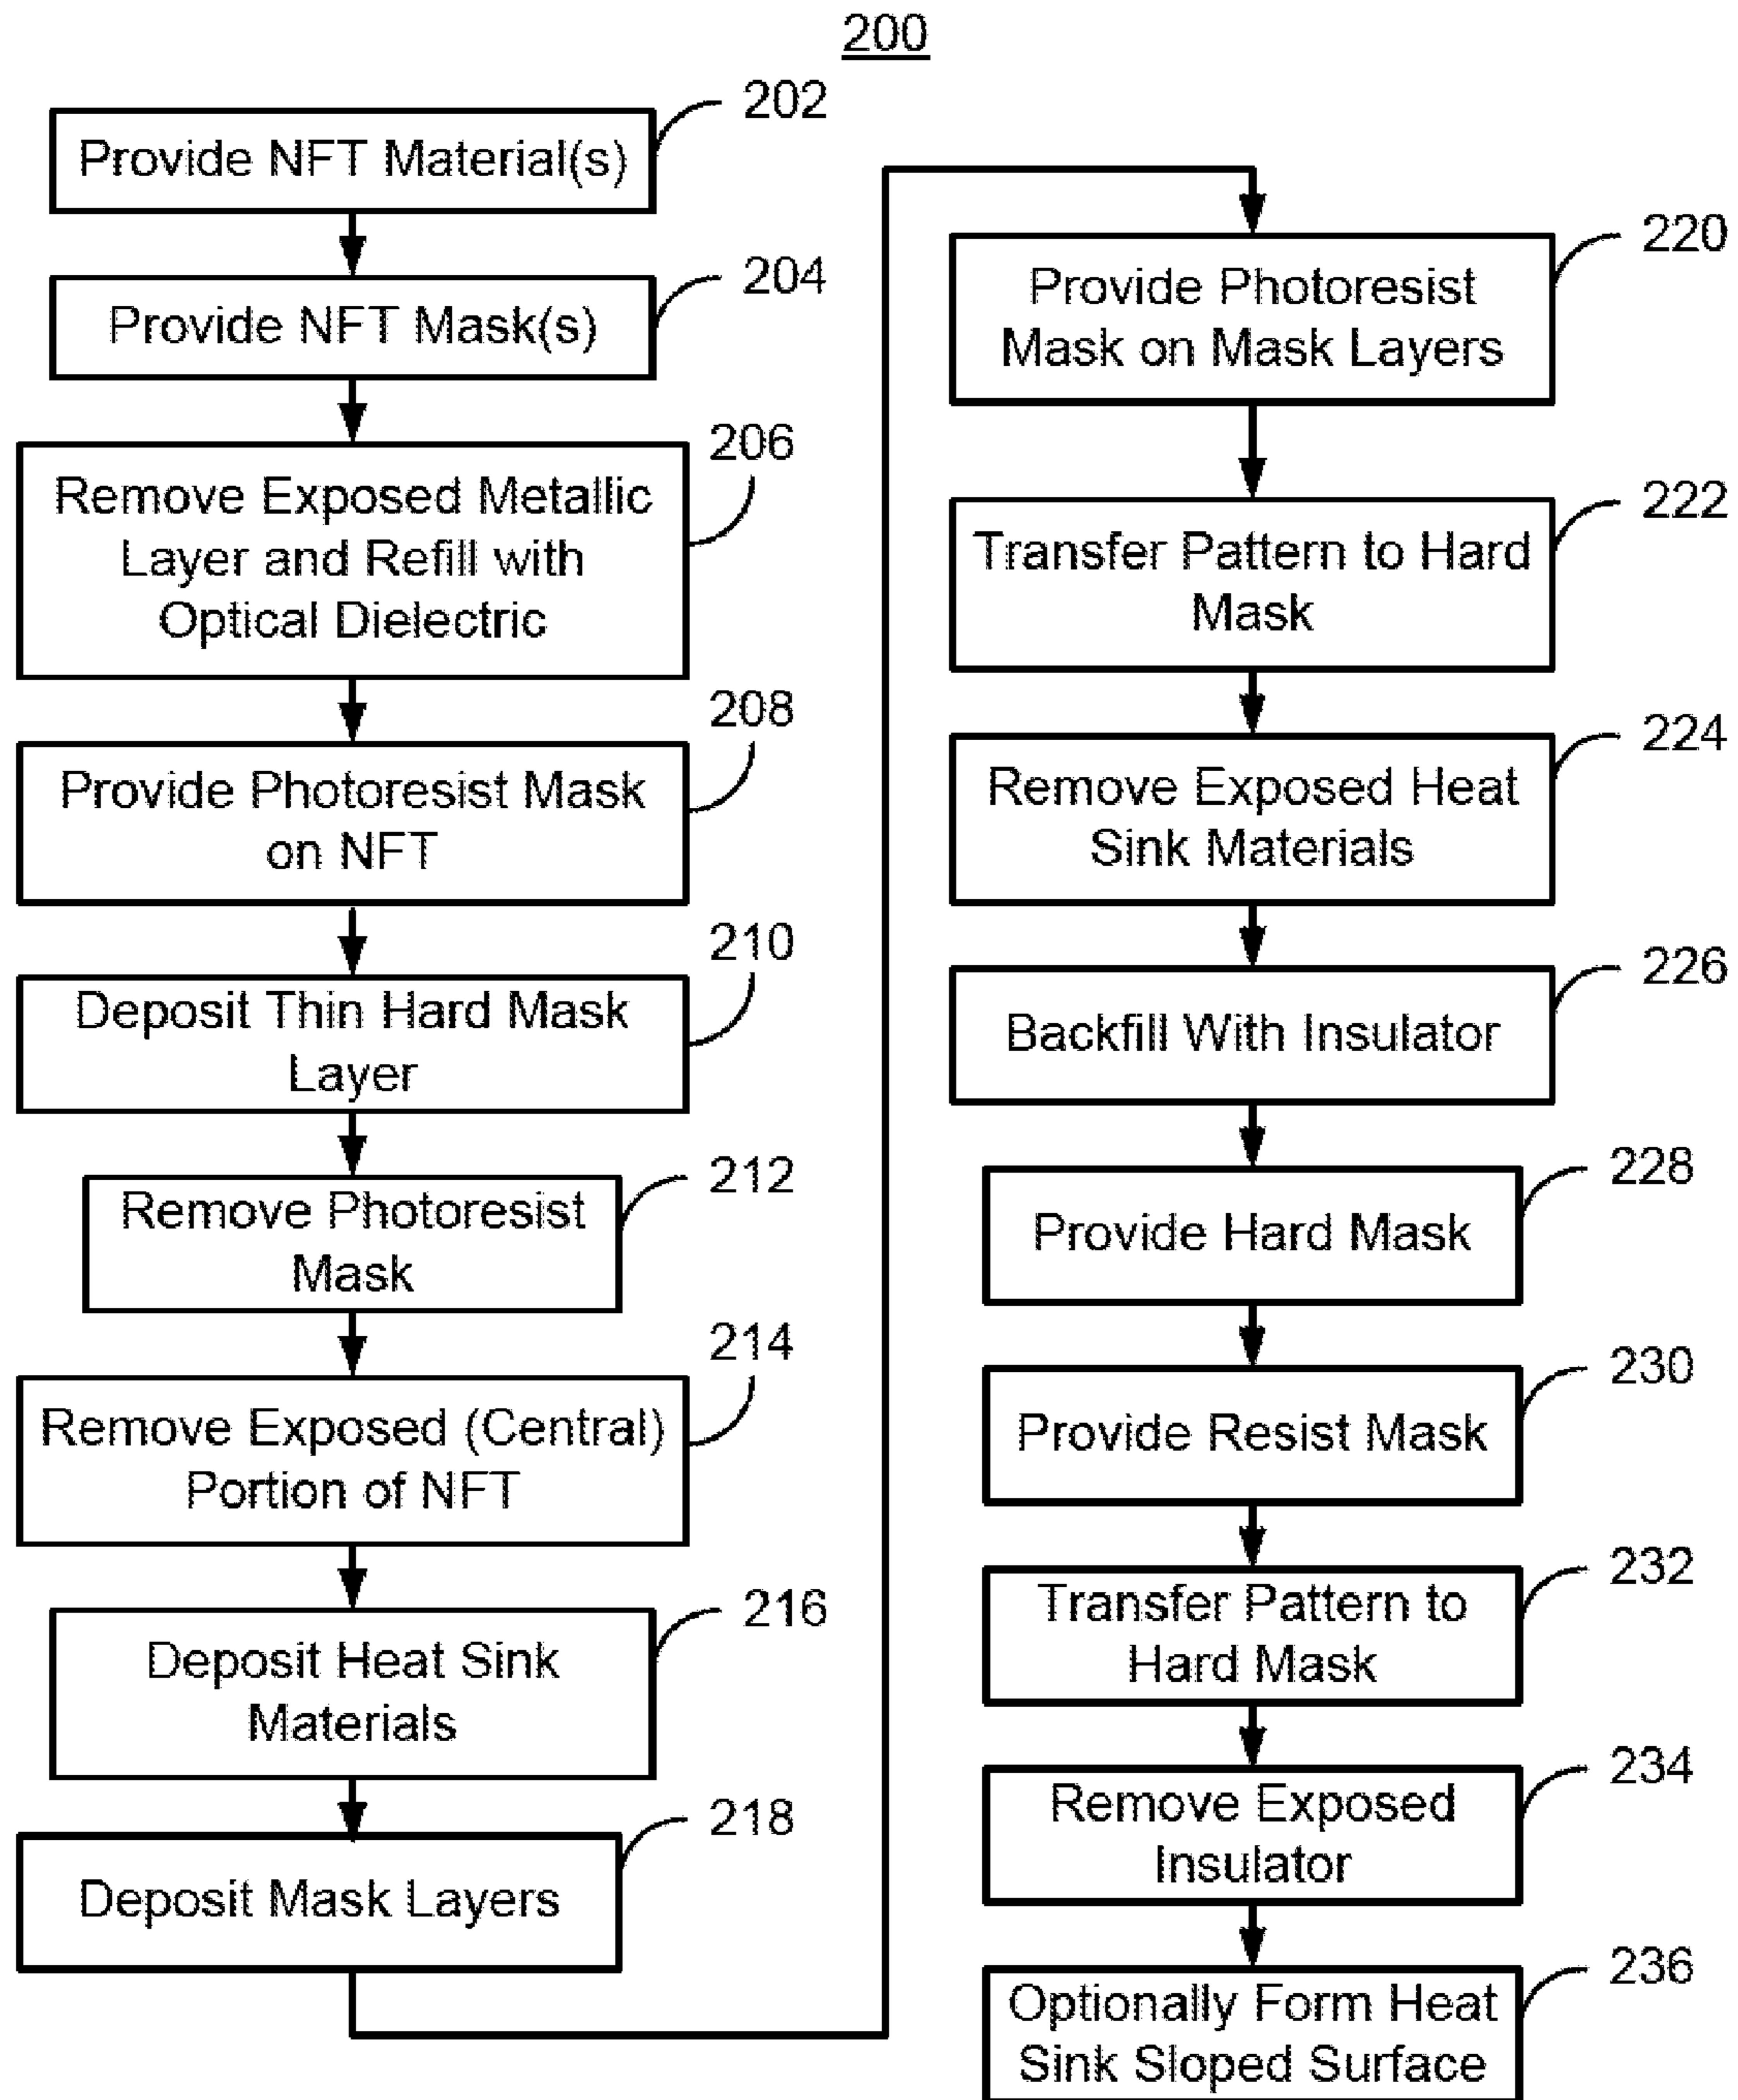 200
202
Provide NFT Material(s)
204
Provide NFT Mask(s)
206
Remove Exposed Metallic
Layer and Refill with
Optical Dielectric
208
Provide Photoresist Mask
on NFT
210
Deposit Thin Hard Mask
Layer
212
Remove Photoresist
Mask
214
Remove Exposed (Central)
Portion of NFT
216
Deposit Heat Sink
Materials
218
Deposit Mask Layers
220
Provide Photoresist
Mask on Mask Layers
222
Transfer Pattern to Hard
Mask
224
Remove Exposed Heat
Sink Materials
226
Backfill With Insulator
228
Provide Hard Mask
230
Provide Resist Mask
232
Transfer Pattern to
Hard Mask
234
Remove Exposed
Insulator
236
Optionally Form Heat
Sink Sloped Surface